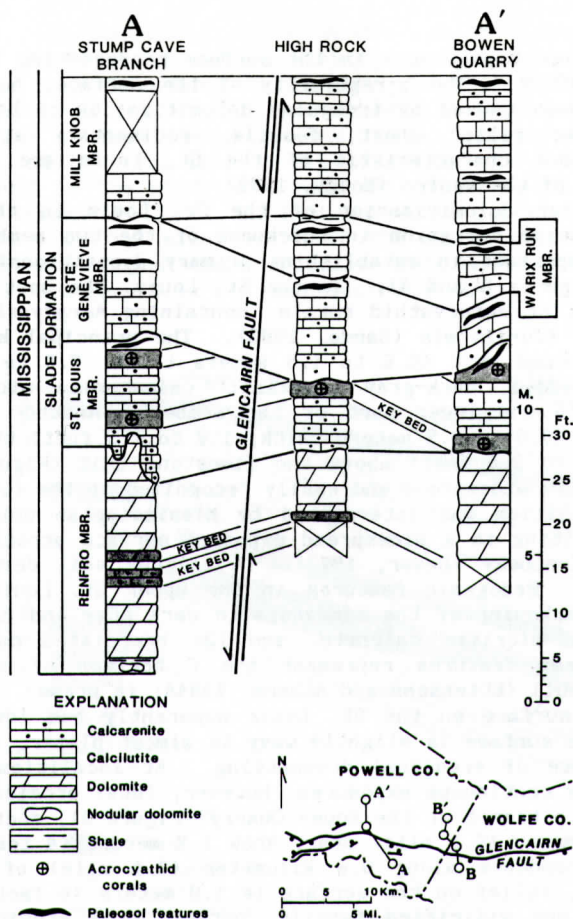 A
A'
STUMP CAVE
BRANCH
HIGH ROCK
BOWEN
QUARRY
MISSISSIPPIAN
SLADE FORMATION
MILL KNOB
MBR.
STE.
GENEVIEVE
MBR.
ST. LOUIS
MBR.
RENFRO MBR.
GLENCAIRN FAULT
WARIX RUN
MBR.
KEY BED
KEY BED
KEY BED
M.
10
5
0
Ft.
30
25
20
15
10
5
0
EXPLANATION
Calcarenite
Calcilutite
Dolomite
Nodular dolomite
Shale
Acrocyathid
corals
Paleosol features
N
POWELL CO.
WOLFE CO.
GLENCAIRN
FAULT
A'
A
B'
B
0 5 10Km.
0 5 Mi.